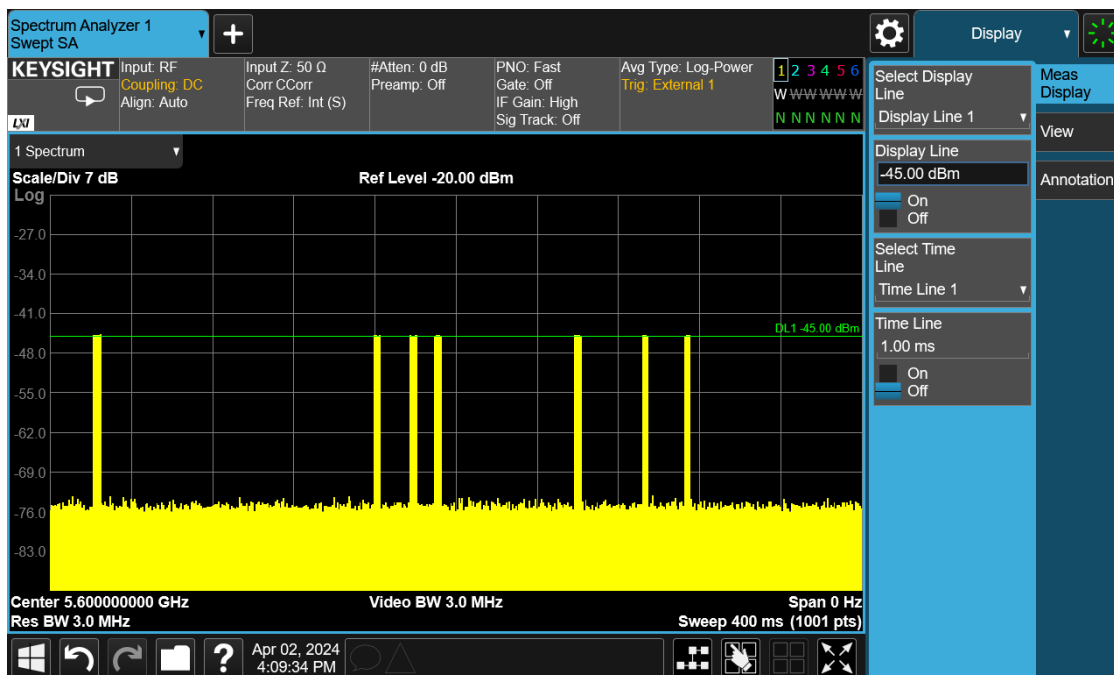 Spectrum Analyzer 1
Swept SA
+
Display
KEYSIGHT
LXI
Input: RF
Coupling: DC
Align: Auto
Input Z: 50 Ω
Corr CCorr
Freq Ref: Int (S)
#Atten: 0 dB
Preamp: Off
PNO: Fast
Gate: Off
IF Gain: High
Sig Track: Off
Avg Type: Log-Power
Trig: External 1
1 2 3 4 5 6
W W W W W W
N N N N N N
1 Spectrum
Scale/Div 7 dB
Ref Level -20.00 dBm
Log
-27.0
-34.0
-41.0
-48.0
-55.0
-62.0
-69.0
-76.0
-83.0
DL1 -45.00 dBm
Center 5.600000000 GHz
Video BW 3.0 MHz
Span 0 Hz
Res BW 3.0 MHz
Sweep 400 ms (1001 pts)
Select Display
Line
Display Line 1
Display Line
-45.00 dBm
On
Off
Select Time
Line
Time Line 1
Time Line
1.00 ms
On
Off
Meas
Display
View
Annotation
?
Apr 02, 2024
4:09:34 PM